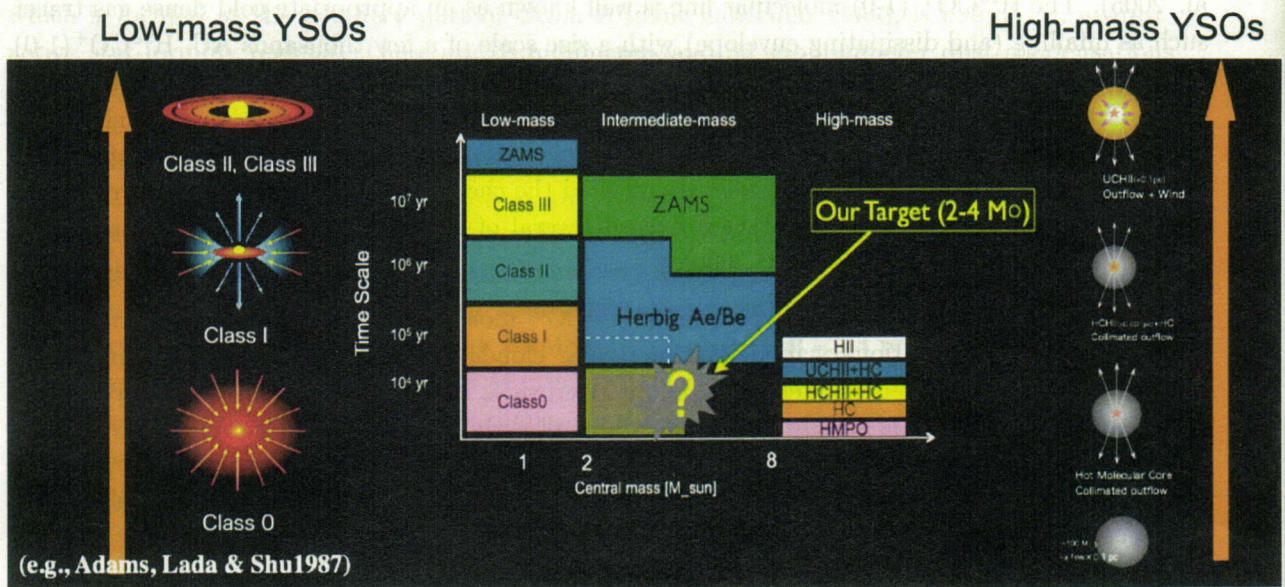 Low-mass YSOs
High-mass YSOs
Class II, Class III
Class I
Class 0
(e.g., Adams, Lada & Shu1987)
Low-mass
Intermediate-mass
High-mass
Time Scale
10⁷ yr
10⁶ yr
10⁵ yr
10⁴ yr
ZAMS
Class III
Class II
Class I
Class0
ZAMS
Herbig Ae/Be
?
Our Target (2-4 M○)
HII
UCHII+HC
HCHII+HC
HC
HMPO
1
2
8
Central mass [M_sun]
UCHII
Outflow + Wind
Collimated outflow
Hot Molecular Core
Collimated outflow